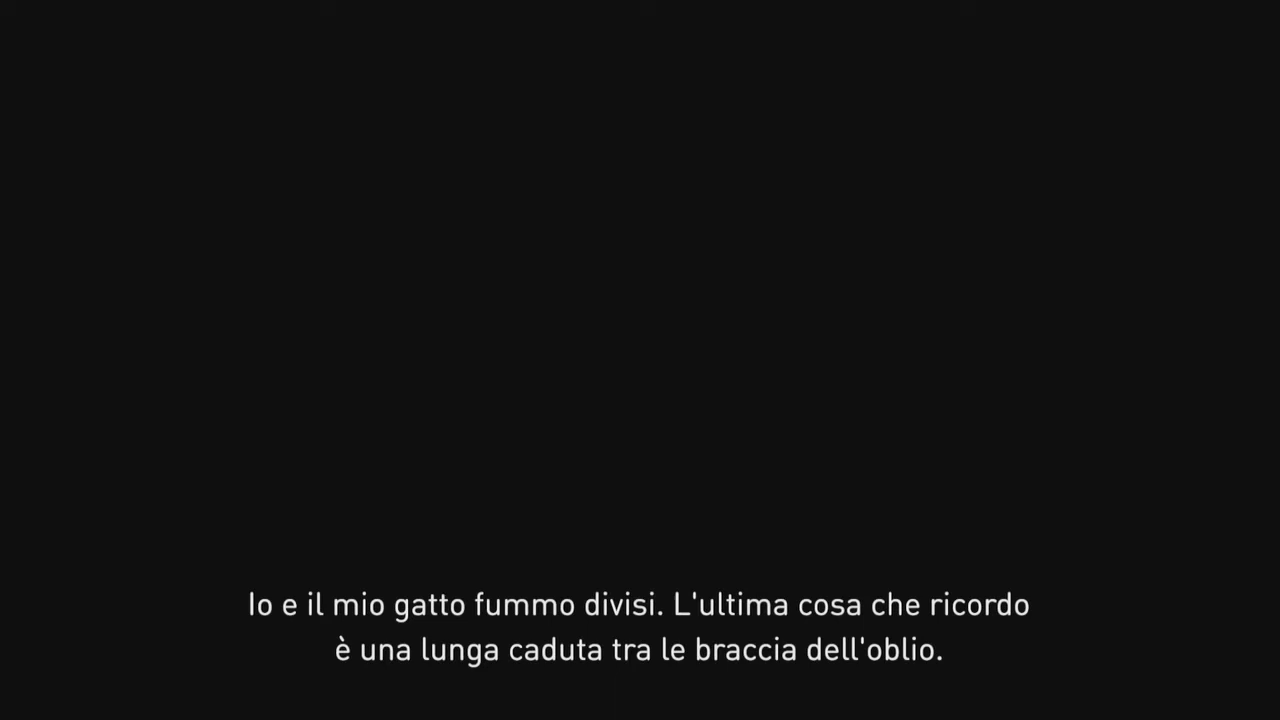 Io e il mio gatto fummo divisi. L'ultima cosa che ricordo
è una lunga caduta tra le braccia dell'oblio.